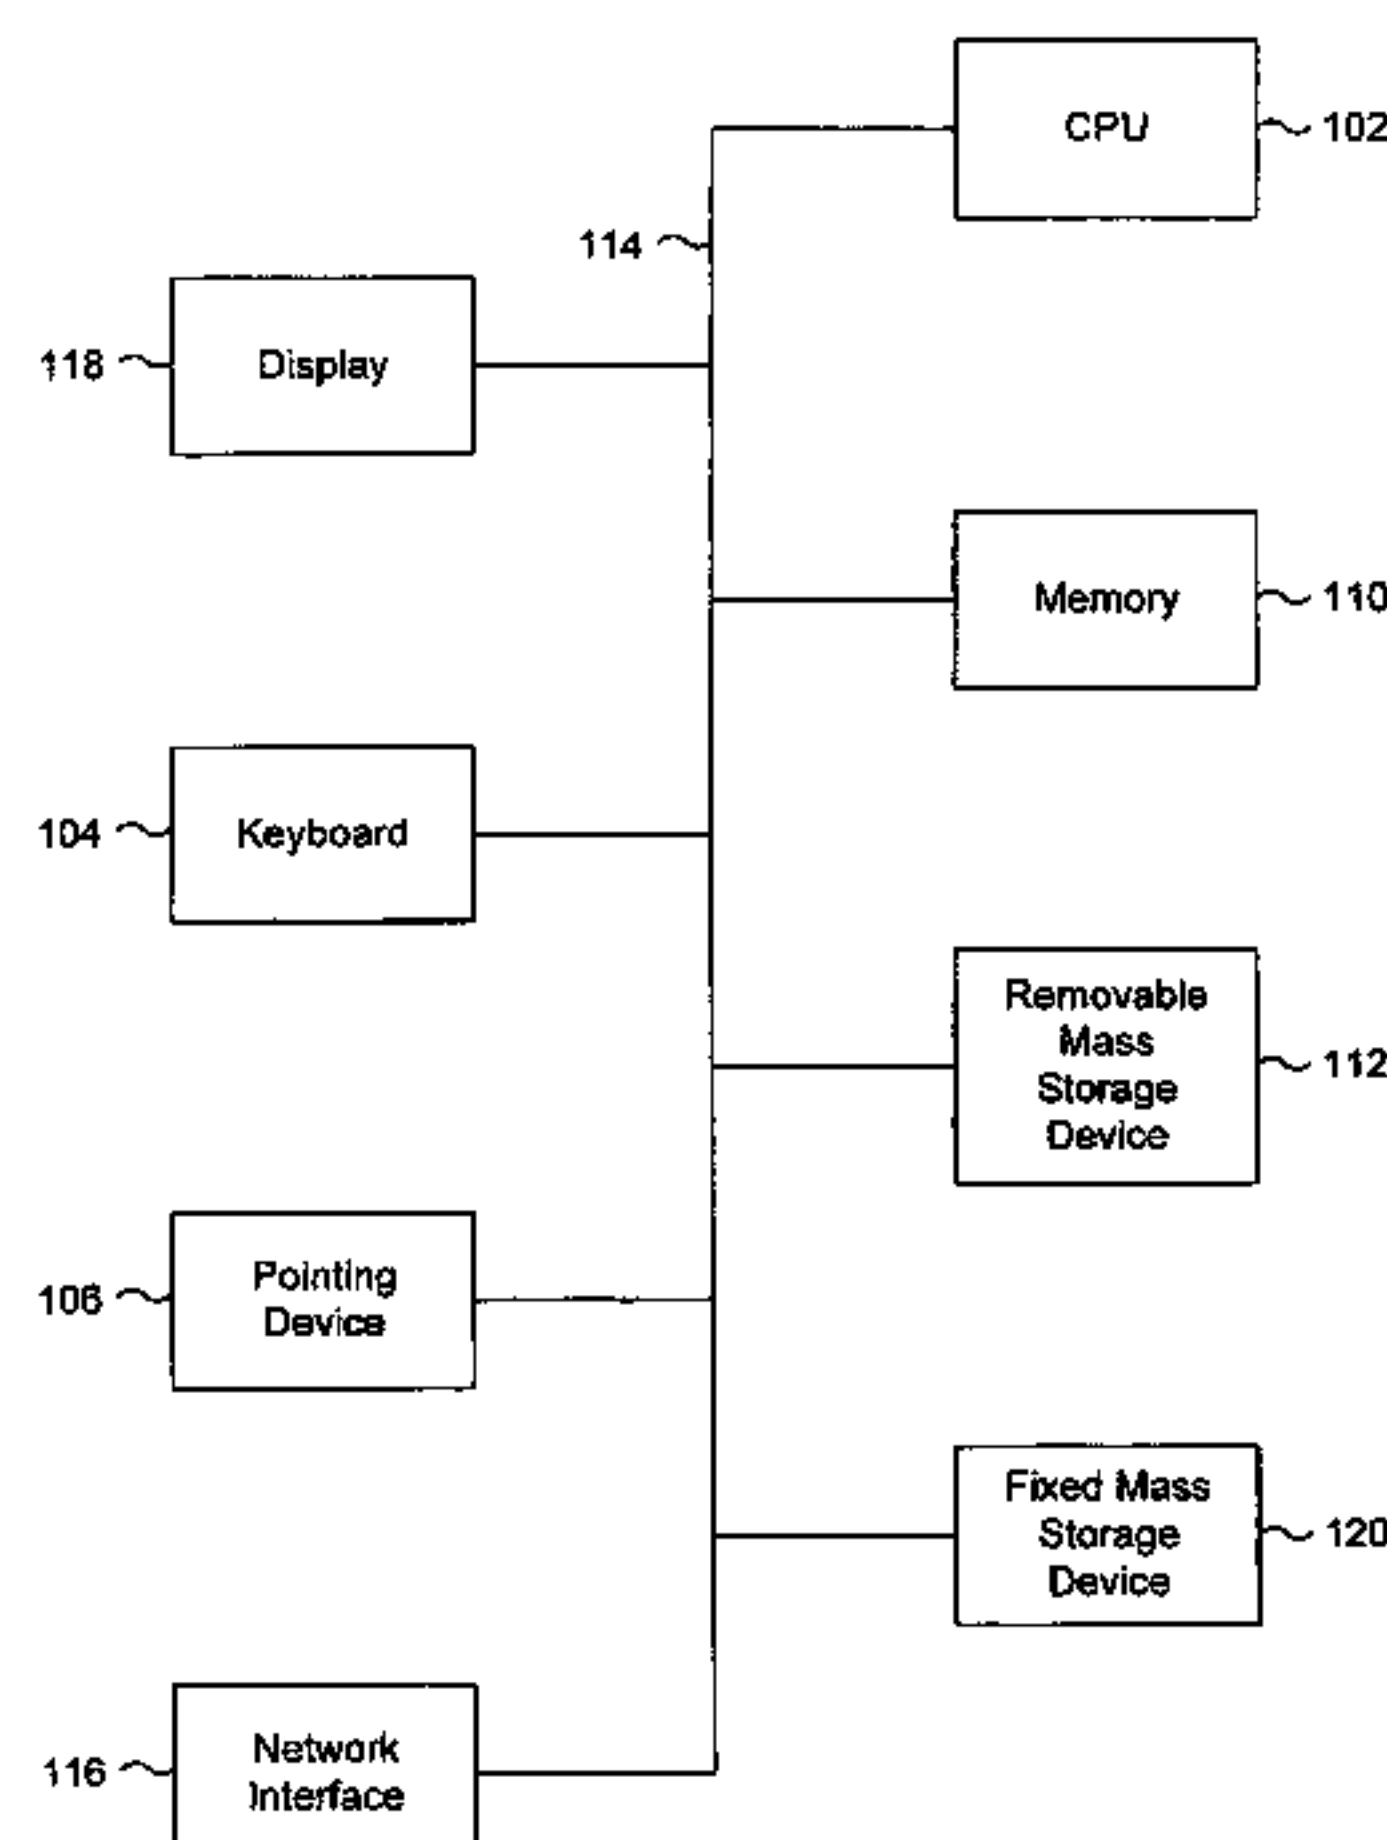 CPU
102
114
118
Display
Memory
110
104
Keyboard
Removable
Mass
Storage
Device
112
106
Pointing
Device
Fixed Mass
Storage
Device
120
116
Network
Interface